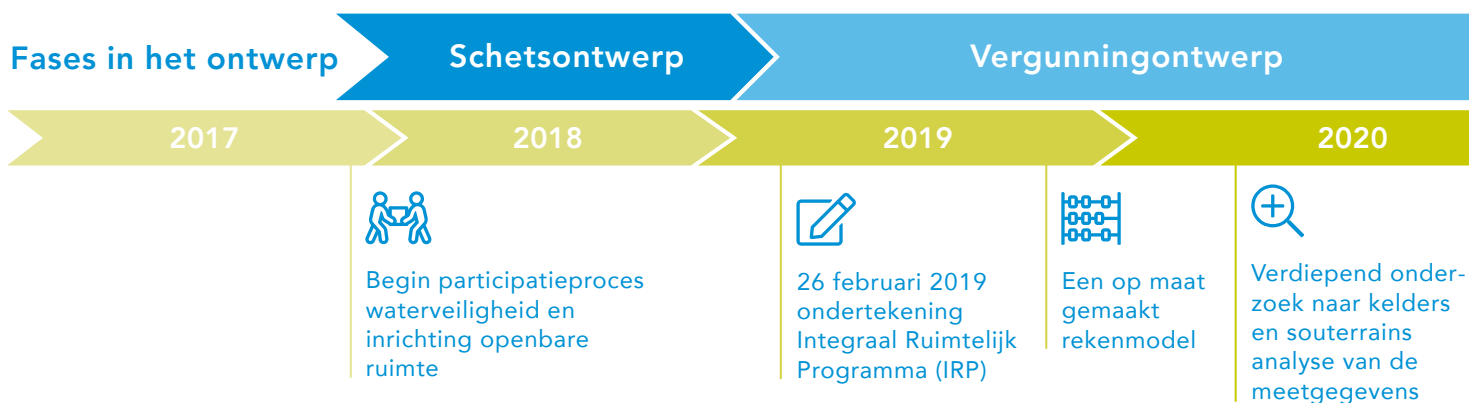 Fases in het ontwerp
Schetsontwerp
Vergunningontwerp
2017
2018
2019
2020
Begin participatieproces
waterveiligheid en
inrichting openbare
ruimte
26 februari 2019
ondertekening
Integraal Ruimtelijk
Programma (IRP)
Een op maat
gemaakt
rekenmodel
Verdiepend onder-
zoek naar kelders
en souterrains
analyse van de
meetgegevens